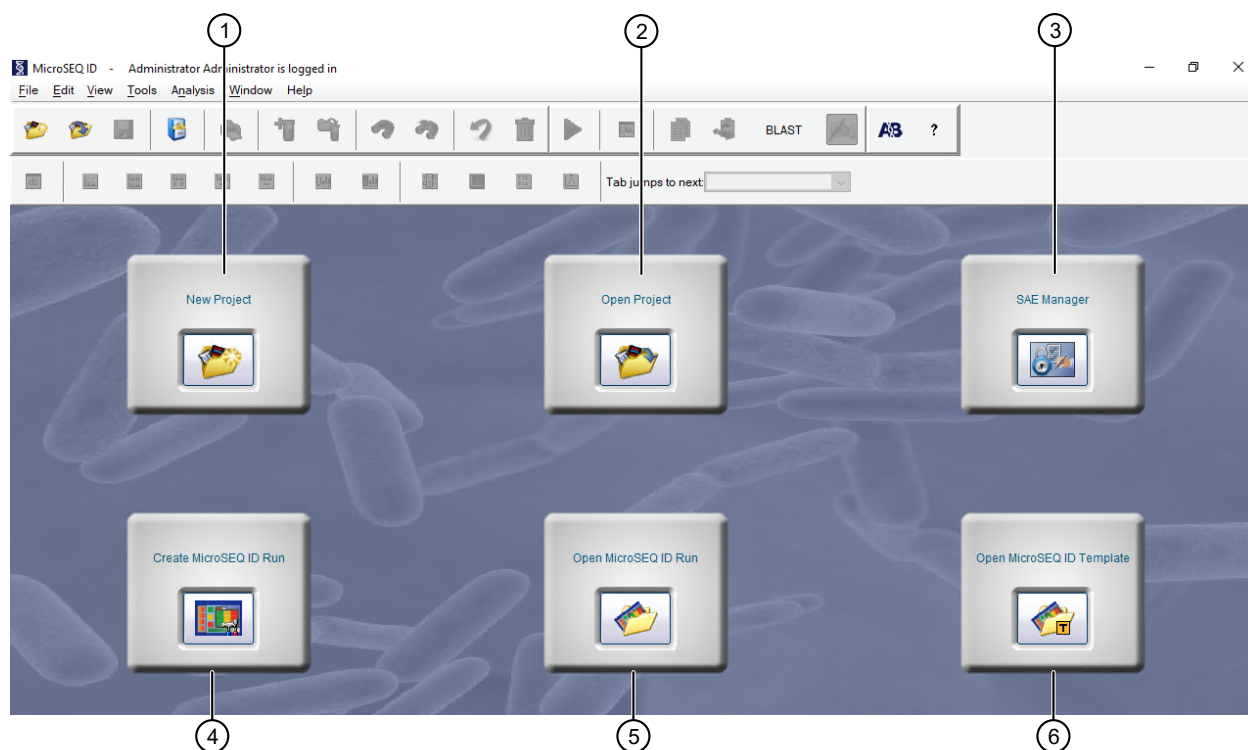 1 2 3
MicroSEQ ID - Administrator Administrator is logged in
File Edit View Tools Analysis Window Help
BLAST AB ?
Tab jumps to next:
New Project Open Project SAE Manager
Create MicroSEQ ID Run Open MicroSEQ ID Run Open MicroSEQ ID Template
T
4 5 6